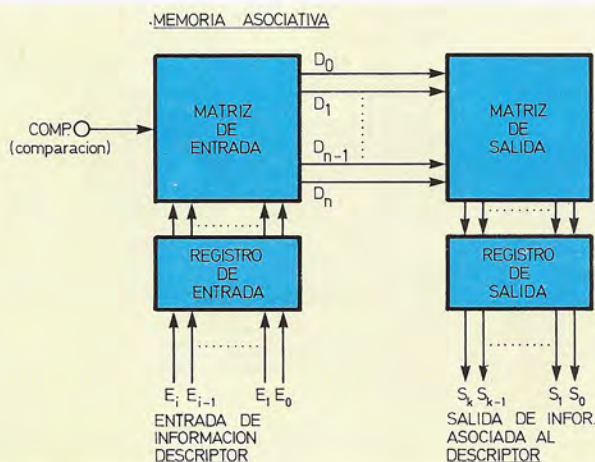 .MEMORIA ASOCIATIVA
D0
D1
Dn-1
Dn
COMP.
(comparacion)
MATRIZ
DE
ENTRADA
MATRIZ
DE
SALIDA
REGISTRO
DE
ENTRADA
REGISTRO
DE
SALIDA
Ei Ei-1 E1 E0
ENTRADA DE
INFORMACION
DESCRIPTOR
Sk Sk-1 S1 S0
SALIDA DE INFOR.
ASOCIADA AL
DESCRIPTOR